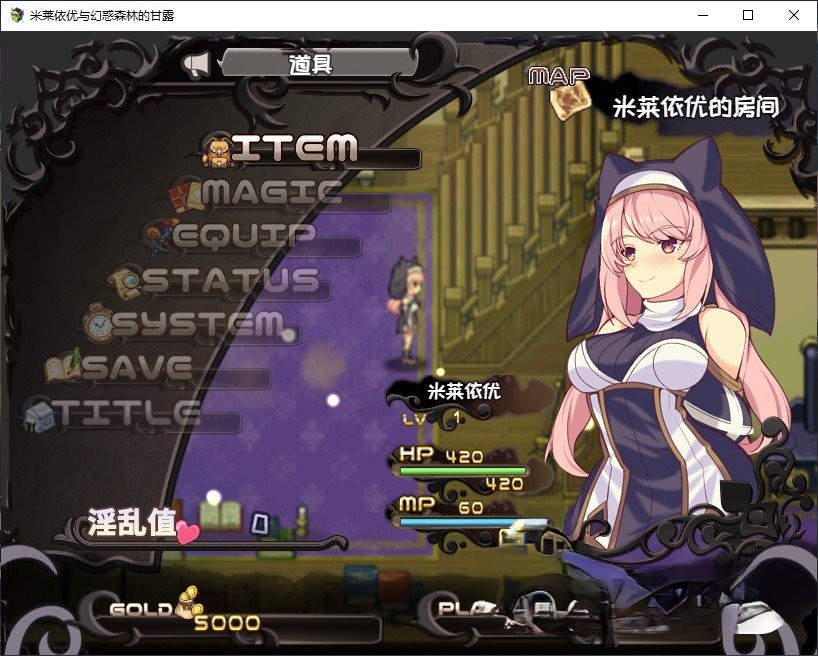 米莱依优与幻惑森林的甘露
道具
MAP
米莱依优的房间
ITEM
MAGIC
EQUIP
STATUS
SYSTEM
SAVE
TITLE
米莱依优
LV 1
HP 420
420
MP 60
淫乱值
GOLD
5000